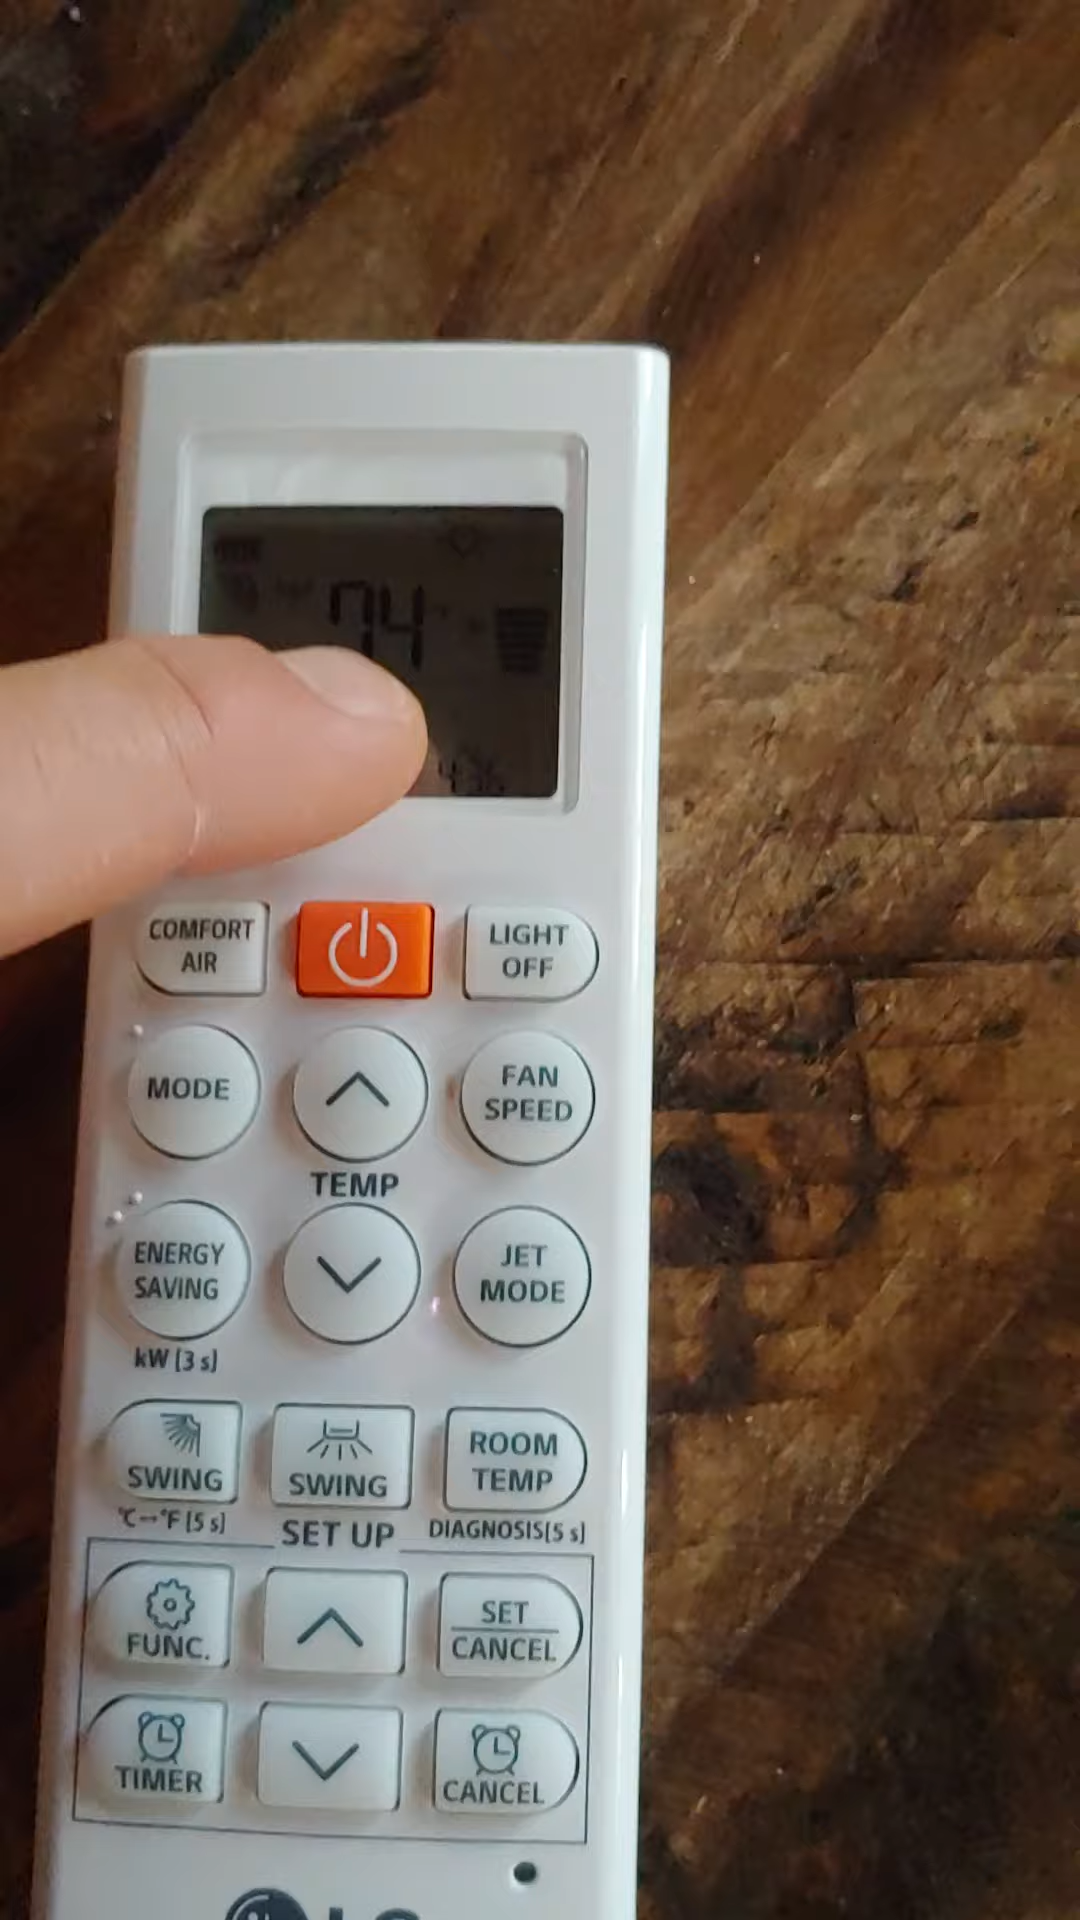 74
COMFORT
AIR
LIGHT
OFF
MODE
FAN
SPEED
TEMP
ENERGY
SAVING
JET
MODE
kW [3 s]
SWING
SWING
ROOM
TEMP
°C→°F [5 s]
SET UP
DIAGNOSIS[5 s]
FUNC.
SET
CANCEL
TIMER
CANCEL
LG